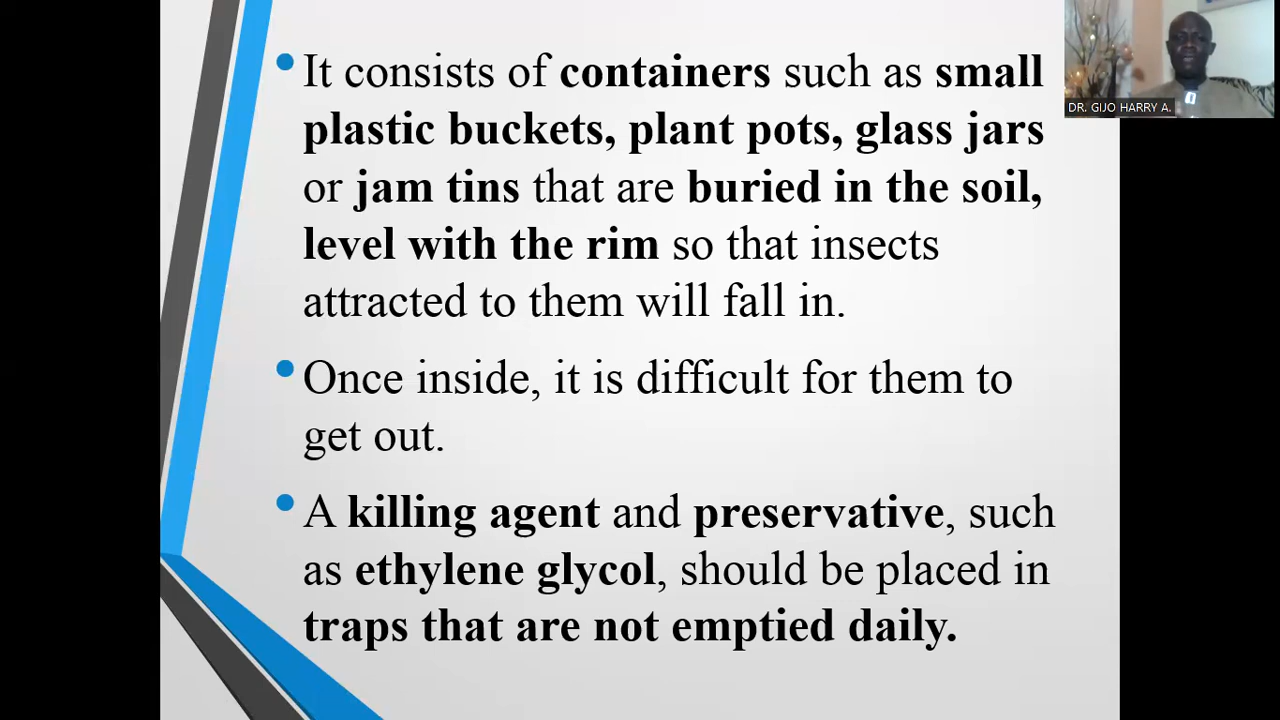 It consists of containers such as small
plastic buckets, plant pots, glass jars
or jam tins that are buried in the soil,
level with the rim so that insects
attracted to them will fall in.
Once inside, it is difficult for them to
get out.
A killing agent and preservative, such
as ethylene glycol, should be placed in
traps that are not emptied daily.
DR. GIJO HARRY A.